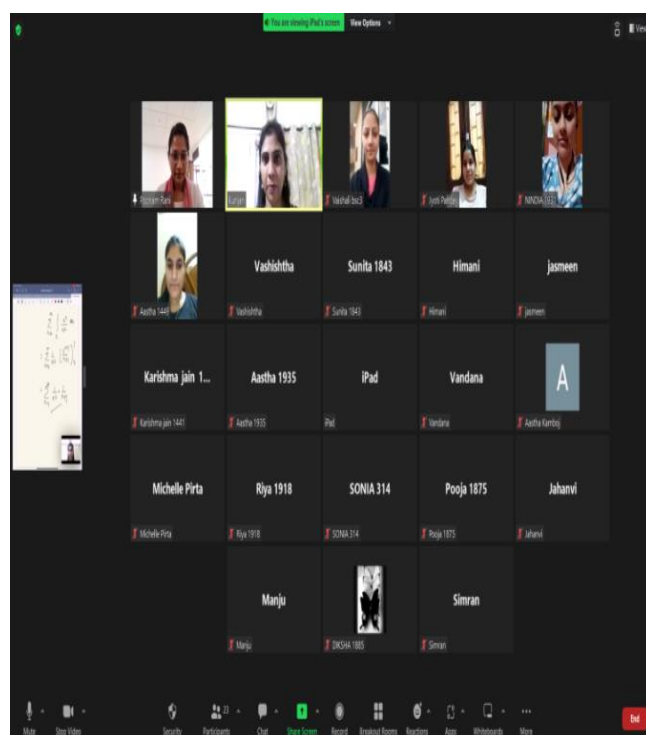 You are viewing iPad's screen View Options
View
Poonam Rani
Vaishali bsc3
Jyoti
NINDIA 1931
Aastha 1449
Vashishtha
Vashishtha
Sunita 1843
Sunita 1843
Himani
Himani
jasmeen
jasmeen
Karishma jain 1...
Karishma jain 1441
Aastha 1935
Aastha 1935
iPad
iPad
Vandana
Vandana
A
Aastha Kamboj
Michelle Pirta
Michelle Pirta
Riya 1918
Riya 1918
SONIA 314
SONIA 314
Pooja 1875
Pooja 1875
Jahanvi
Jahanvi
Manju
Manju
DIKSHA 1885
Simran
Simran
Mute
Stop Video
Security
Participants
23
Chat
Share Screen
Record
Breakout Rooms
Reactions
Apps
Whiteboards
More
End